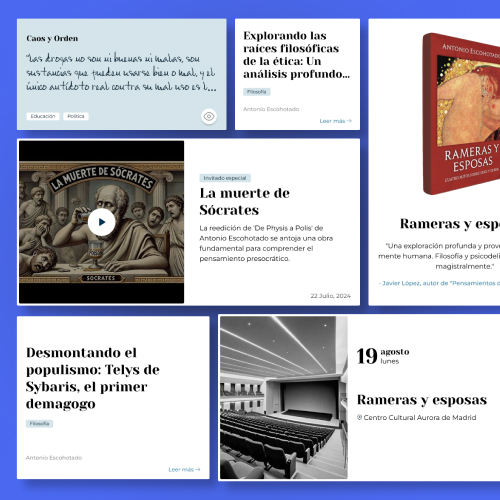 Caos y Orden
"Las drogas no son ni buenas ni malas, son
sustancias que pueden usarse bien o mal, y el
único antídoto real contra su mal uso es l...
Educación
Política
Explorando las
raíces filosóficas
de la ética: Un
análisis profundo...
Filosofía
Antonio Escohotado
Leer más →
ANTONIO ESCOHOTADO
RAMERAS Y
ESPOSAS
Rameras y espo
"Una exploración profunda y prove
mente humana. Filosofía y psicodeli
magistralmente."
- Javier López, autor de "Pensamientos d
LA MUERTE DE SÓCRATES
SOCRATES
Invitado especial
La muerte de
Sócrates
La reedición de 'De Physis a Polis' de
Antonio Escohotado se antoja una obra
fundamental para comprender el
pensamiento presocrático.
22 Julio, 2024
Desmontando el
populismo: Telys de
Sybaris, el primer
demagogo
Filosofía
Antonio Escohotado
Leer más →
19 agosto
lunes
Rameras y esposas
Centro Cultural Aurora de Madrid